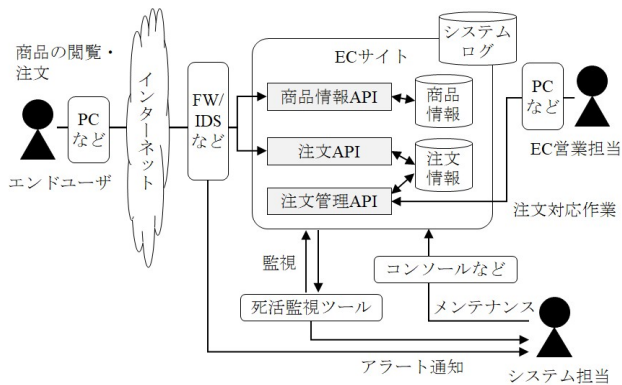 商品の閲覧・
注文
エンドユーザ
PC
など
インターネット
FW/
IDS
など
ECサイト
システム
ログ
商品情報API
商品
情報
注文API
注文
情報
注文管理API
PC
など
EC営業担当
注文対応作業
監視
コンソールなど
死活監視ツール
メンテナンス
アラート通知
システム担当